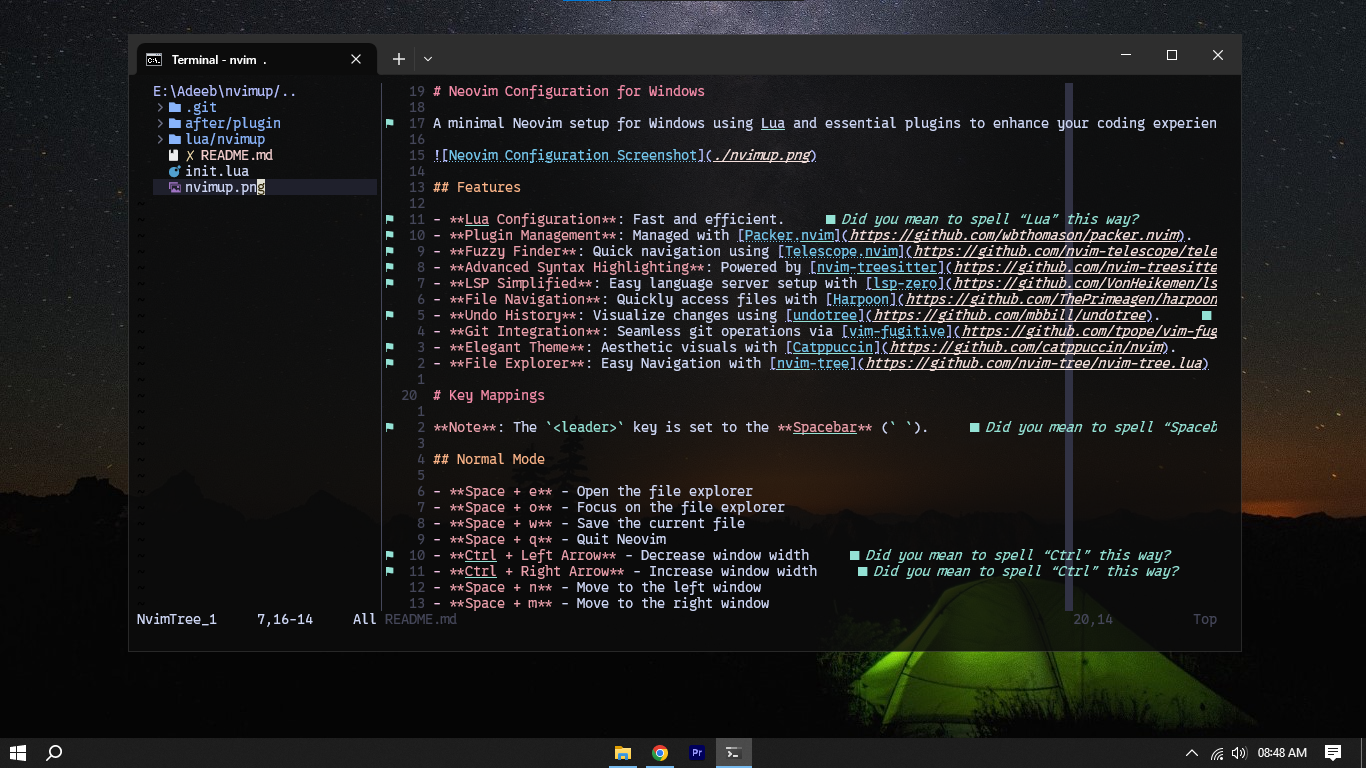 Terminal - nvim .
E:\Adeeb\nvimup/..
.git
after/plugin
lua/nvimup
X README.md
init.lua
nvimup.png
19 # Neovim Configuration for Windows
18
17 A minimal Neovim setup for Windows using Lua and essential plugins to enhance your coding experien
16
15 ![Neovim Configuration Screenshot](./nvimup.png)
14
13 ## Features
12
11 - **Lua Configuration**: Fast and efficient. ■ Did you mean to spell “Lua” this way?
10 - **Plugin Management**: Managed with [Packer.nvim](https://github.com/wbthomason/packer.nvim).
9 - **Fuzzy Finder**: Quick navigation using [Telescope.nvim](https://github.com/nvim-telescope/tele
8 - **Advanced Syntax Highlighting**: Powered by [nvim-treesitter](https://github.com/nvim-treesitte
7 - **LSP Simplified**: Easy language server setup with [lsp-zero](https://github.com/VonHeikemen/ls
6 - **File Navigation**: Quickly access files with [Harpoon](https://github.com/ThePrimeagen/harpoon
5 - **Undo History**: Visualize changes using [undotree](https://github.com/mbbill/undotree). ■
4 - **Git Integration**: Seamless git operations via [vim-fugitive](https://github.com/tpope/vim-fug
3 - **Elegant Theme**: Aesthetic visuals with [Catppuccin](https://github.com/catppuccin/nvim).
2 - **File Explorer**: Easy Navigation with [nvim-tree](https://github.com/nvim-tree/nvim-tree.lua)
1
20 # Key Mappings
1
2 **Note**: The `<leader>` key is set to the **Spacebar** (` `). ■ Did you mean to spell “Spaceb
3
4 ## Normal Mode
5
6 - **Space + e** - Open the file explorer
7 - **Space + o** - Focus on the file explorer
8 - **Space + w** - Save the current file
9 - **Space + q** - Quit Neovim
10 - **Ctrl + Left Arrow** - Decrease window width ■ Did you mean to spell “Ctrl” this way?
11 - **Ctrl + Right Arrow** - Increase window width ■ Did you mean to spell “Ctrl” this way?
12 - **Space + n** - Move to the left window
13 - **Space + m** - Move to the right window
NvimTree_1 7,16-14 All README.md 20,14 Top
Pr
08:48 AM